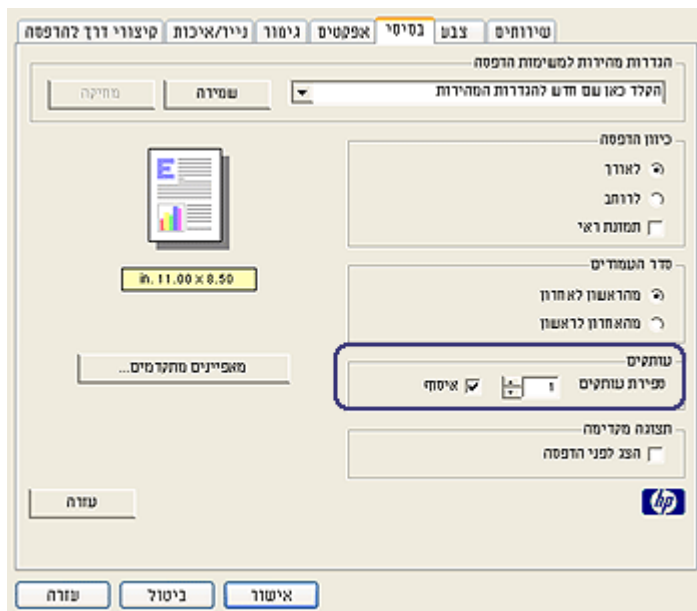 שירותים צבע בסיסי אפקטים גימור נייר/איכות קיצורי דרך להדפסה
הגדרות מהירות למשימות הדפסה
הקלד כאן שם חדש להגדרות המהירות
שמירה
מחיקה
כיוון הדפסה
לאורך
לרוחב
תמונת ראי
E
in. 11.00 X 8.50
סדר העמודים
מהראשון לאחרון
מהאחרון לראשון
מאפיינים מתקדמים...
עותקים
ספירת עותקים 1 איסוף
תצוגה מקדימה
הצג לפני הדפסה
hp
עזרה
אישור ביטול עזרה